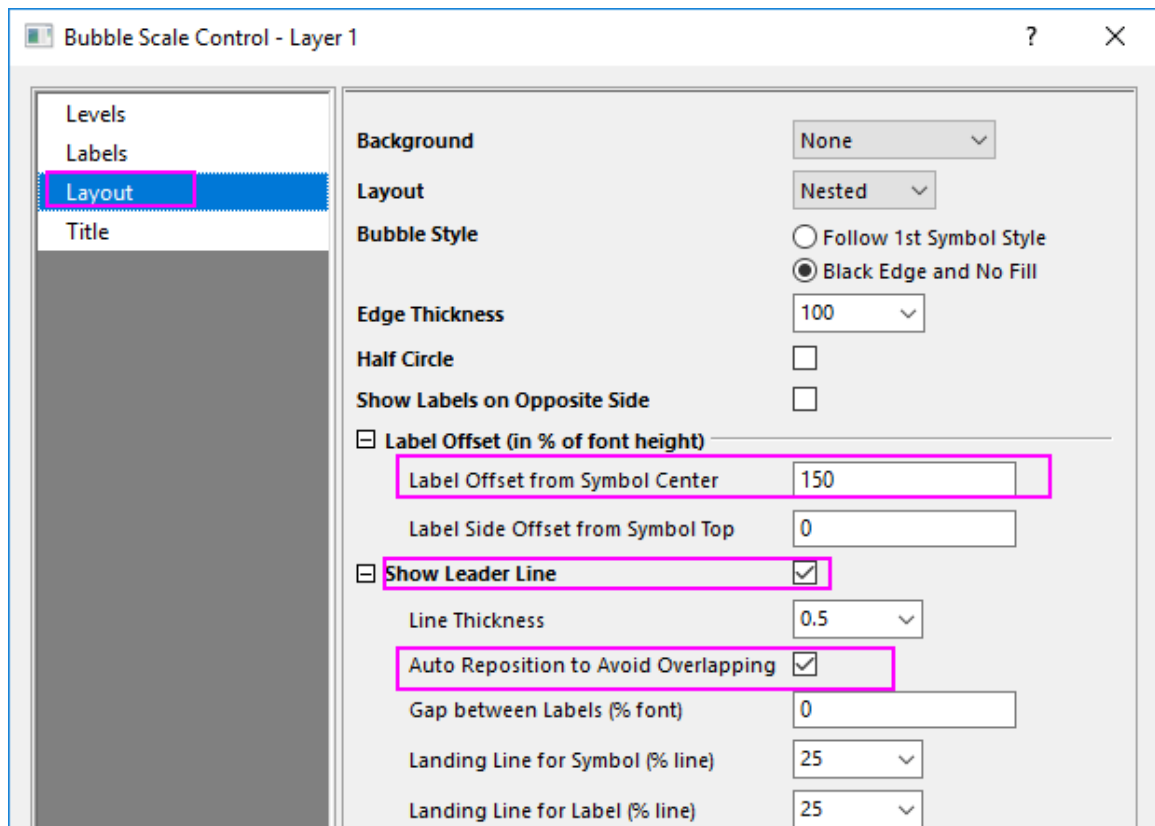 Bubble Scale Control - Layer 1 ?
Levels
Labels
Layout
Title
Background None
Layout Nested
Bubble Style Follow 1st Symbol Style
Black Edge and No Fill
Edge Thickness 100
Half Circle
Show Labels on Opposite Side
Label Offset (in % of font height)
Label Offset from Symbol Center 150
Label Side Offset from Symbol Top 0
Show Leader Line
Line Thickness 0.5
Auto Reposition to Avoid Overlapping
Gap between Labels (% font) 0
Landing Line for Symbol (% line) 25
Landing Line for Label (% line) 25